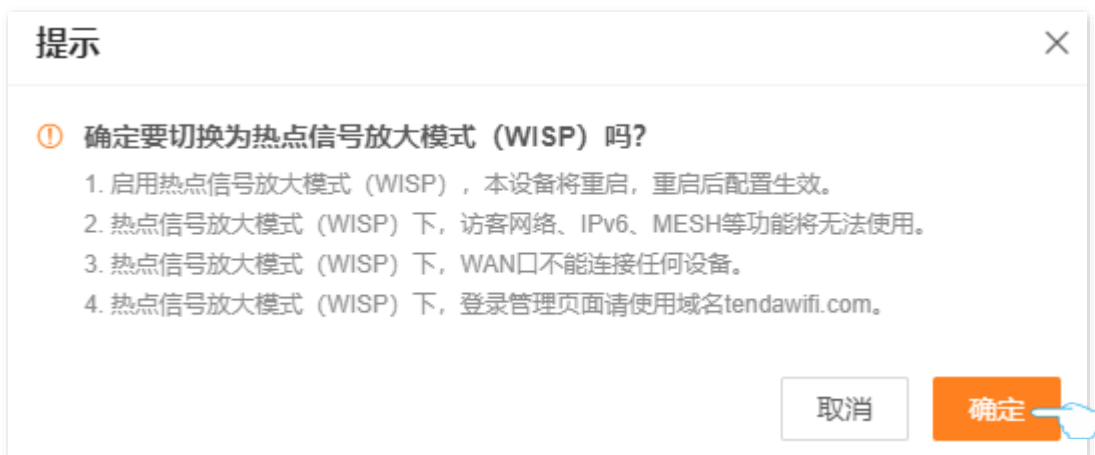 提示
确定要切换为热点信号放大模式（WISP）吗？
1. 启用热点信号放大模式（WISP），本设备将重启，重启后配置生效。
2. 热点信号放大模式（WISP）下，访客网络、IPv6、MESH等功能将无法使用。
3. 热点信号放大模式（WISP）下，WAN口不能连接任何设备。
4. 热点信号放大模式（WISP）下，登录管理页面请使用域名tendawifi.com。
取消 确定